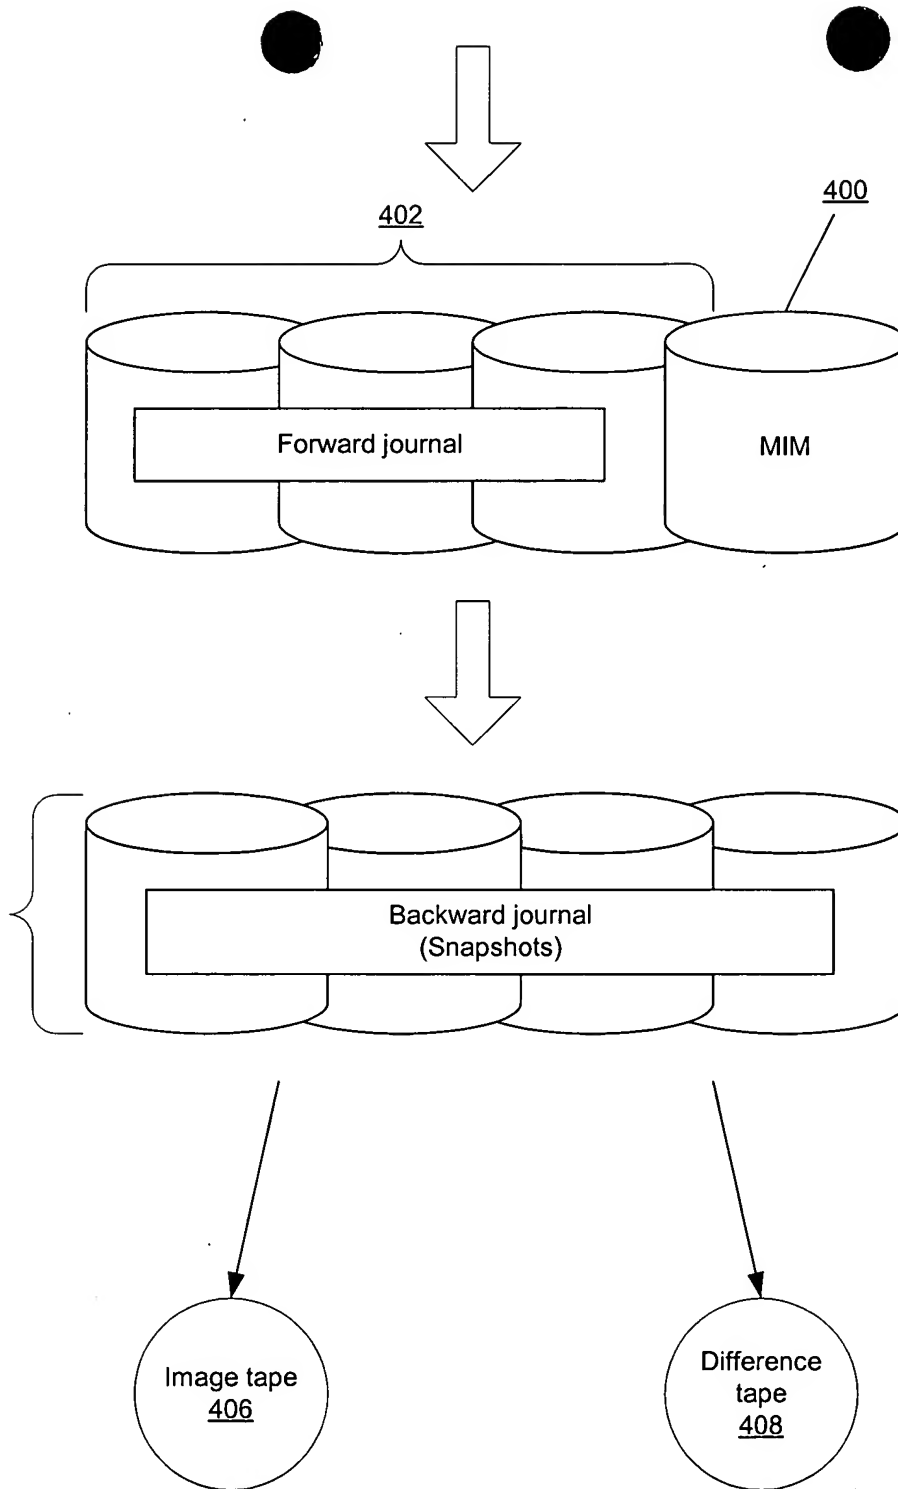 402
400
Forward journal
MIM
Backward journal
(Snapshots)
Image tape
406
Difference
tape
408